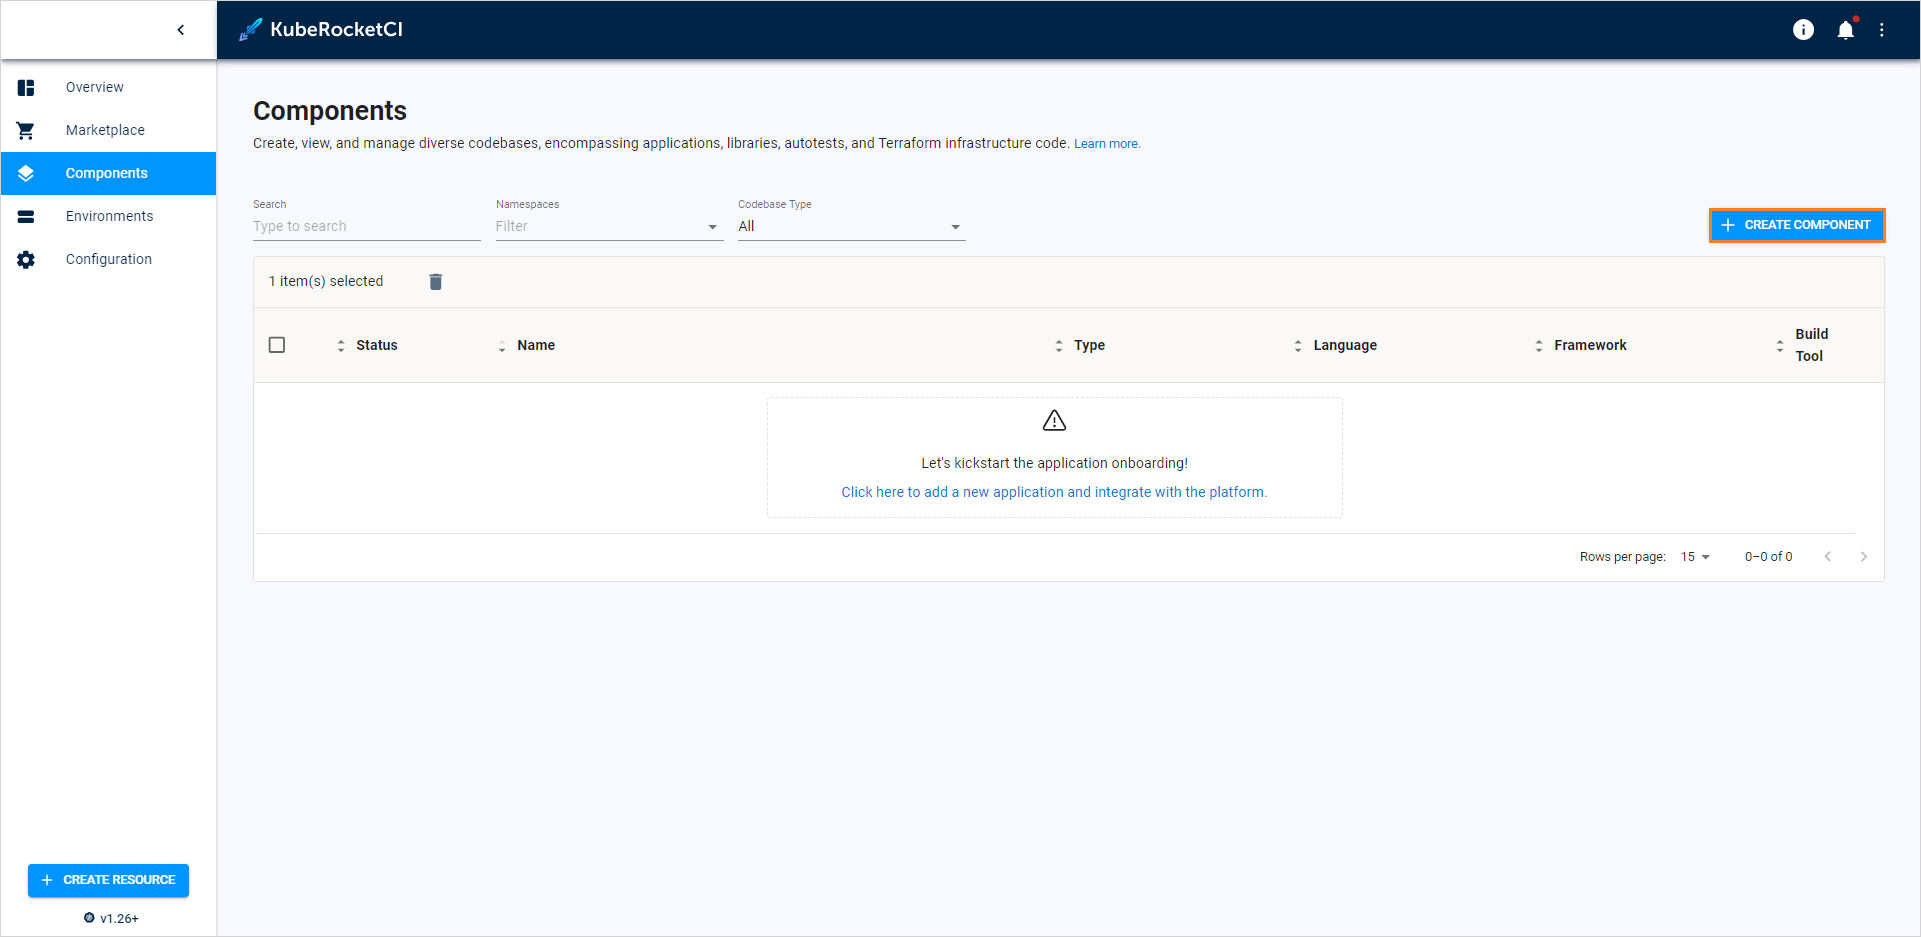 KubeRocketCI
Overview
Marketplace
Components
Environments
Configuration
Components
Create, view, and manage diverse codebases, encompassing applications, libraries, autotests, and Terraform infrastructure code. Learn more.
Search
Type to search
Namespaces
Filter
Codebase Type
All
CREATE COMPONENT
1 item(s) selected
Status
Name
Type
Language
Framework
Build
Tool
Let's kickstart the application onboarding!
Click here to add a new application and integrate with the platform.
Rows per page: 15 0–0 of 0
CREATE RESOURCE
v1.26+